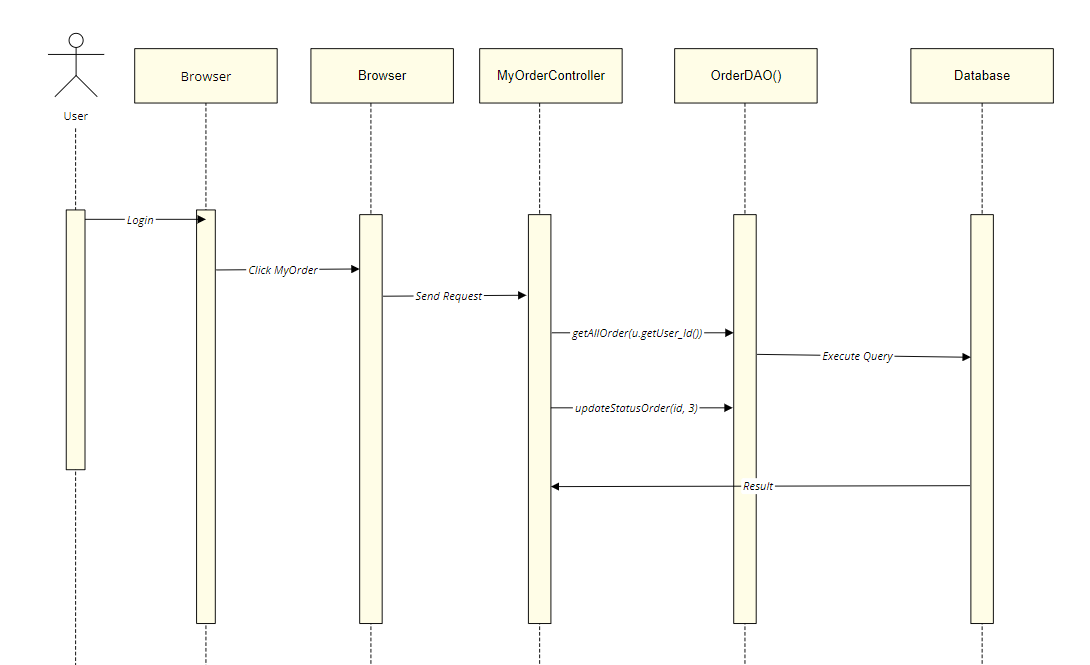 Browser
Browser
MyOrderController
OrderDAO()
Database
User
Login
Click MyOrder
Send Request
getAllOrder(u.getUser_Id())
Execute Query
updateStatusOrder(id, 3)
Result